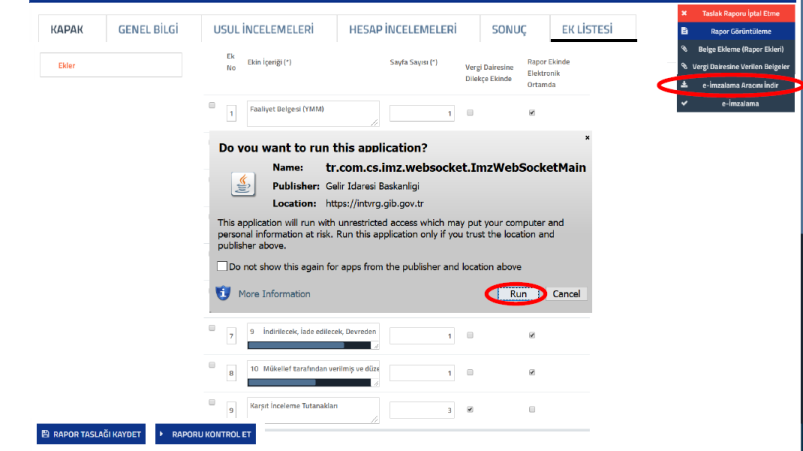 KAPAK
GENEL BİLGİ
USUL İNCELEMELERİ
HESAP İNCELEMELERİ
SONUÇ
EK LİSTESİ
Taslak Raporu İptal Etme
Rapor Görüntüleme
Belge Ekleme (Rapor Ekleri)
Vergi Dairesine Verilen Belgeler
e-İmzalama Aracını İndir
e-İmzalama
Ekler
Ek
No
Ekin İçeriği (*)
Sayfa Sayısı (*)
Vergi Dairesine
Dilekçe Ekinde
Rapor Ekinde
Elektronik
Ortamda
1
Faaliyet Belgesi (YMM)
1
Do you want to run this application?
Name: tr.com.cs.imz.websocket.ImzWebSocketMain
Publisher: Gelir Idaresi Baskanligi
Location: https://intvrg.gib.gov.tr
This application will run with unrestricted access which may put your computer and
personal information at risk. Run this application only if you trust the location and
publisher above.
Do not show this again for apps from the publisher and location above
More Information
Run
Cancel
7
9 İndirilecek, İade edilecek, Devreden
1
8
10 Mükellef tarafından verilmiş ve düze
1
9
Karşıt İnceleme Tutanakları
3
RAPOR TASLAĞI KAYDET
RAPORU KONTROL ET